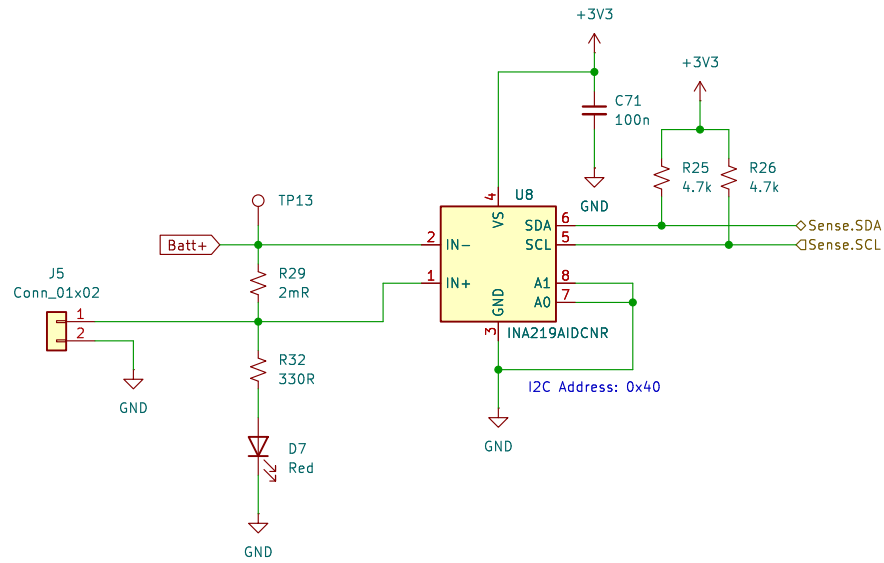 +3V3
+3V3
C71
100n
R25
4.7k
R26
4.7k
GND
TP13
4
U8
VS
SDA
6
Sense.SDA
Batt+
2
IN-
SCL
5
Sense.SCL
J5
Conn_01x02
R29
2mR
1
IN+
A1
8
A0
7
GND
3
INA219AIDCNR
1
2
R32
330R
I2C Address: 0x40
GND
GND
D7
Red
GND